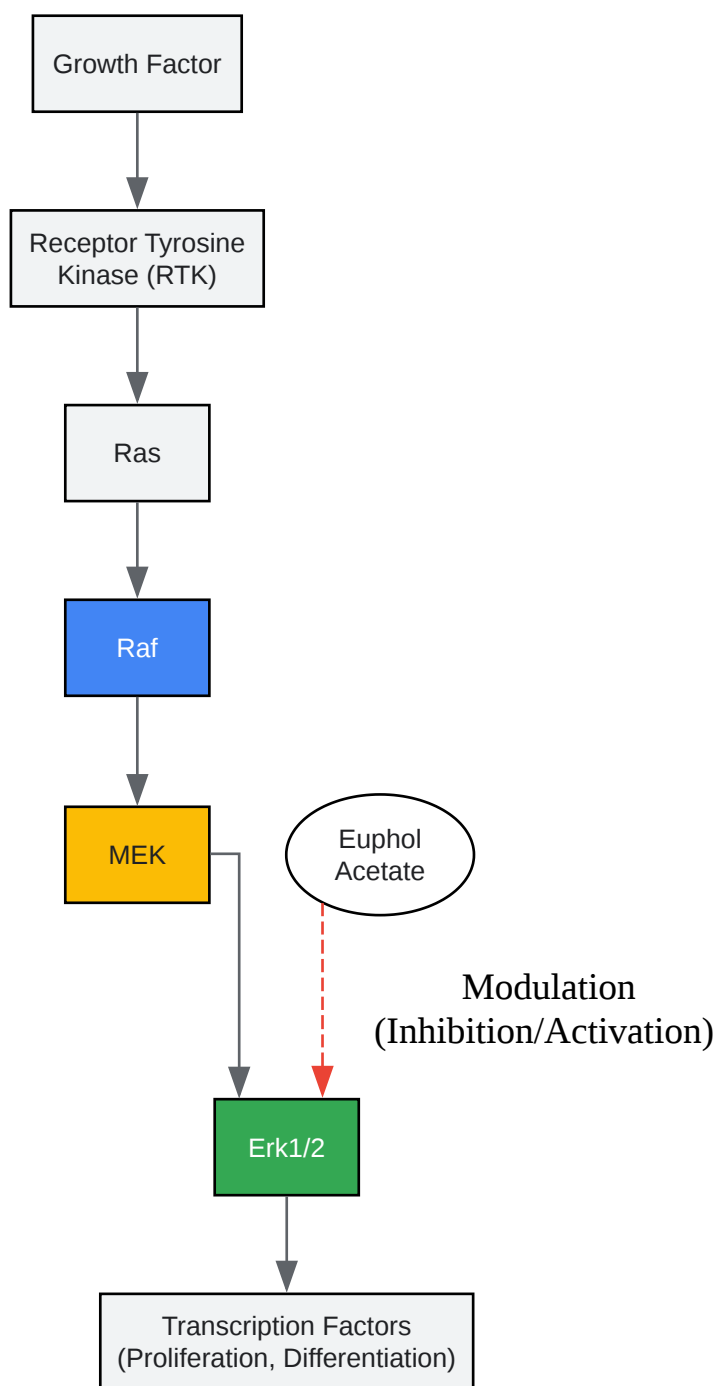 Growth Factor
Receptor Tyrosine
Kinase (RTK)
Ras
Raf
MEK
Euphol
Acetate
Modulation
(Inhibition/Activation)
Erk1/2
Transcription Factors
(Proliferation, Differentiation)